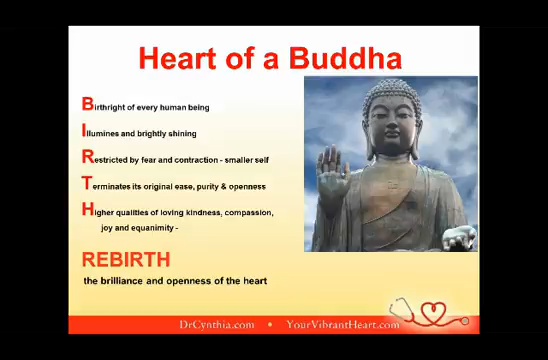 Heart of a Buddha
Birthright of every human being
Illumines and brightly shining
Restricted by fear and contraction - smaller self
Terminates its original ease, purity & openness
Higher qualities of loving kindness, compassion,
joy and equanimity -
REBIRTH
the brilliance and openness of the heart
DrCynthia.com • YourVibrantHeart.com